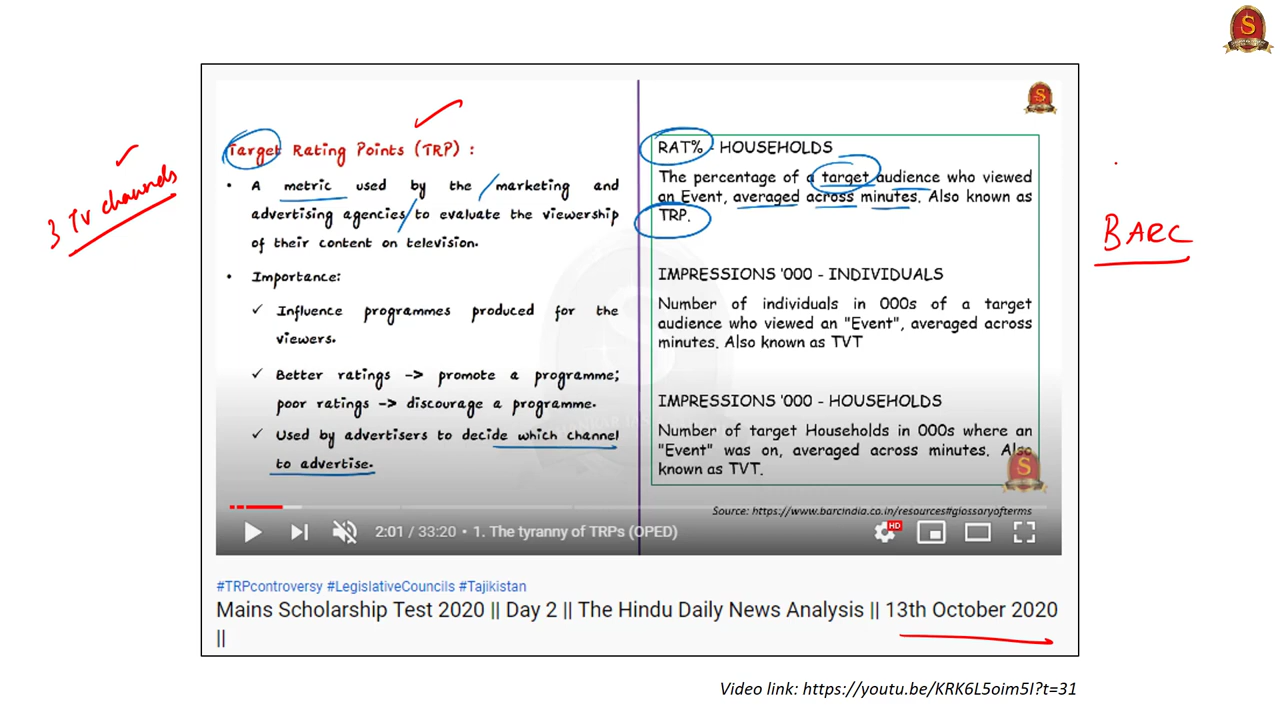 3 TV channels
Target Rating Points (TRP) :
• A metric used by the marketing and
advertising agencies to evaluate the viewership
of their content on television.
• Importance:
✓ Influence programmes produced for the
viewers.
✓ Better ratings -> promote a programme;
poor ratings -> discourage a programme.
✓ Used by advertisers to decide which channel
to advertise.
RAT% - HOUSEHOLDS
The percentage of a target audience who viewed
an Event, averaged across minutes. Also known as
TRP.
IMPRESSIONS '000 - INDIVIDUALS
Number of individuals in 000s of a target
audience who viewed an "Event", averaged across
minutes. Also known as TVT
IMPRESSIONS '000 - HOUSEHOLDS
Number of target Households in 000s where an
"Event" was on, averaged across minutes. Also
known as TVT.
Source: https://www.barcindia.co.in/resources#glossaryofterms
BARC
2:01 / 33:20 • 1. The tyranny of TRPs (OPED)
HD
#TRPcontroversy #LegislativeCouncils #Tajikistan
Mains Scholarship Test 2020 || Day 2 || The Hindu Daily News Analysis || 13th October 2020
||
Video link: https://youtu.be/KRK6L5oim5I?t=31